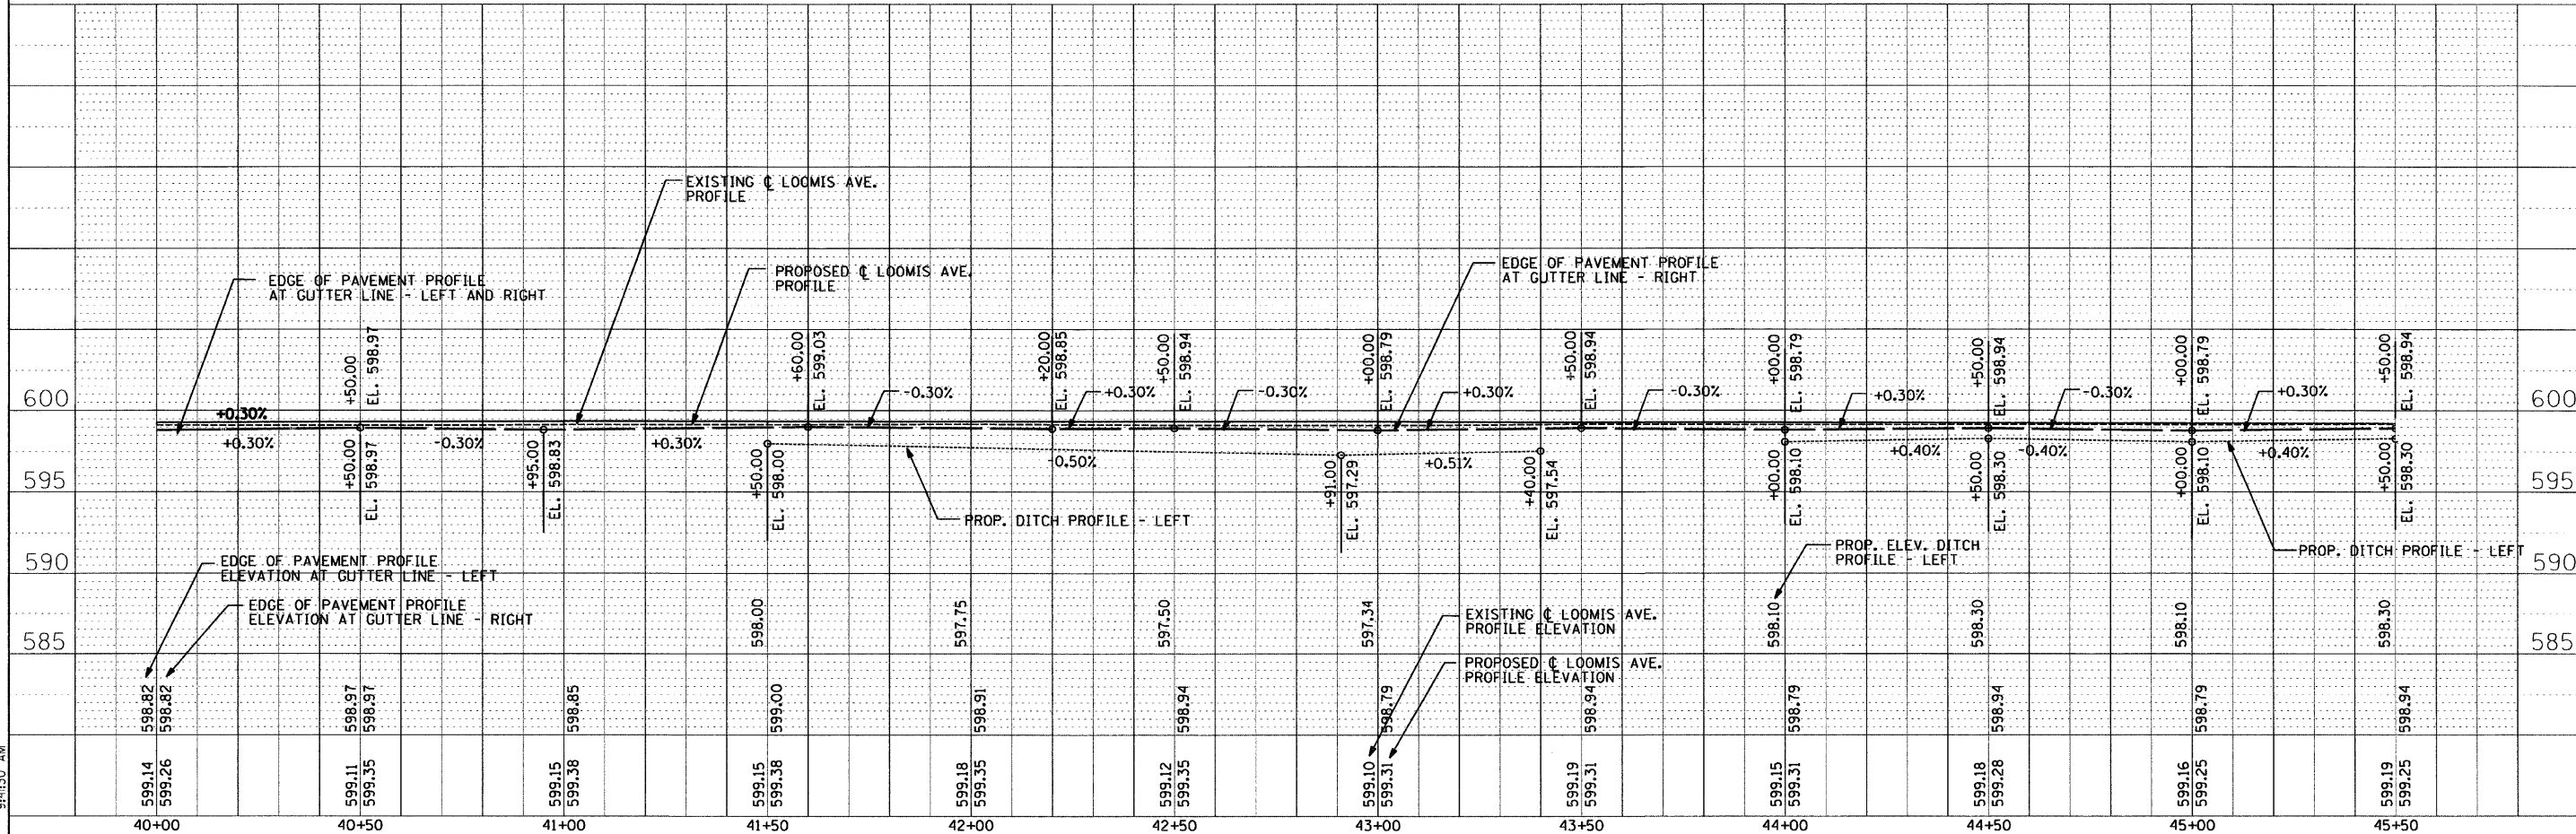 EXISTING ℄ LOOMIS AVE.
PROFILE
EDGE OF PAVEMENT PROFILE
AT GUTTER LINE - LEFT AND RIGHT
PROPOSED ℄ LOOMIS AVE.
PROFILE
EDGE OF PAVEMENT PROFILE
AT GUTTER LINE - RIGHT
+50.00
EL. 598.97
+60.00
EL. 599.03
+20.00
EL. 598.85
+50.00
EL. 598.94
+00.00
EL. 598.79
+50.00
EL. 598.94
+00.00
EL. 598.79
+50.00
EL. 598.94
+00.00
EL. 598.79
+50.00
EL. 598.94
600
+0.30%
-0.30%
+0.30%
-0.30%
+0.30%
-0.30%
+0.30%
-0.30%
+0.30%
600
+0.30%
-0.30%
+0.30%
-0.50%
+0.51%
+0.40%
-0.40%
+0.40%
595
+50.00
EL. 598.97
+95.00
EL. 598.83
+50.00
EL. 598.00
+91.00
EL. 597.29
+40.00
EL. 597.54
+00.00
EL. 598.10
+50.00
EL. 598.30
+00.00
EL. 598.10
+50.00
EL. 598.30
595
PROP. DITCH PROFILE - LEFT
PROP. ELEV. DITCH
PROFILE - LEFT
PROP. DITCH PROFILE - LEFT
590
EDGE OF PAVEMENT PROFILE
ELEVATION AT GUTTER LINE - LEFT
590
EDGE OF PAVEMENT PROFILE
ELEVATION AT GUTTER LINE - RIGHT
EXISTING ℄ LOOMIS AVE.
PROFILE ELEVATION
PROPOSED ℄ LOOMIS AVE.
PROFILE ELEVATION
585
598.00
597.75
597.50
597.34
598.10
598.30
598.10
598.30
585
598.82
598.82
598.97
598.97
598.85
599.00
598.91
598.94
598.79
598.94
598.79
598.94
598.79
598.94
599.14
599.26
599.11
599.35
599.15
599.38
599.15
599.38
599.18
599.35
599.12
599.35
599.10
599.31
599.19
599.31
599.15
599.31
599.18
599.28
599.16
599.25
599.19
599.25
40+00
40+50
41+00
41+50
42+00
42+50
43+00
43+50
44+00
44+50
45+00
45+50